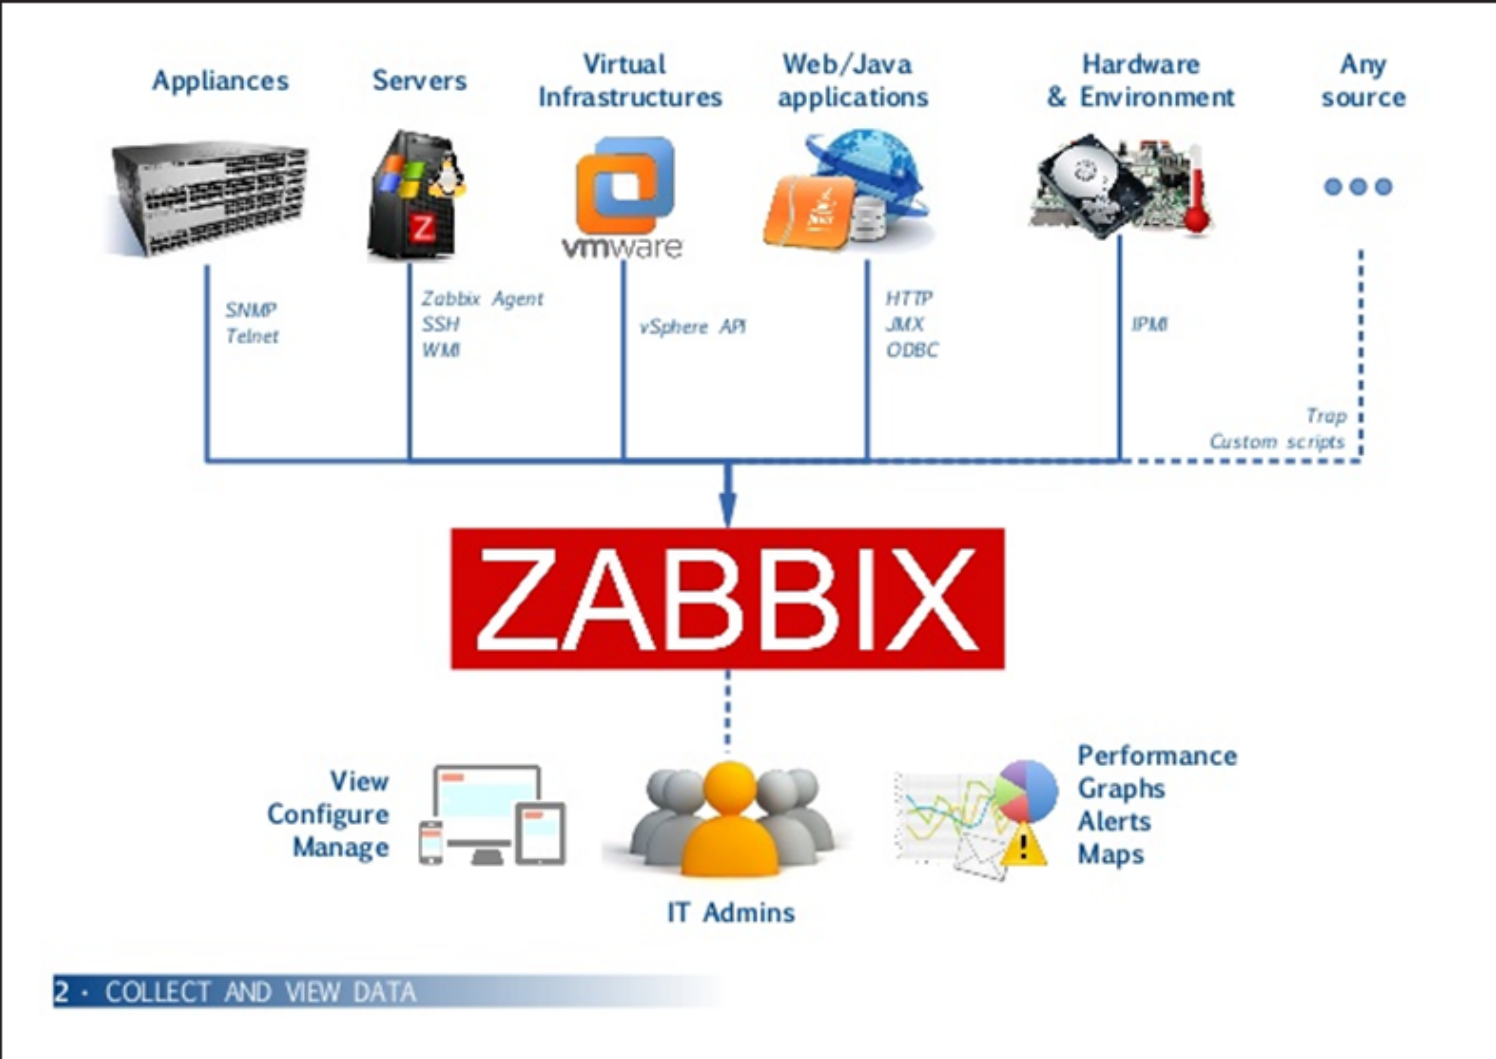 Appliances
Servers
Virtual
Infrastructures
Web/Java
applications
Hardware
& Environment
Any
source
Z
vmware
SNMP
Telnet
Zabbix Agent
SSH
WMI
vSphere API
HTTP
JMX
ODBC
IPMI
Trap
Custom scripts
ZABBIX
View
Configure
Manage
Performance
Graphs
Alerts
Maps
IT Admins
2 · COLLECT AND VIEW DATA